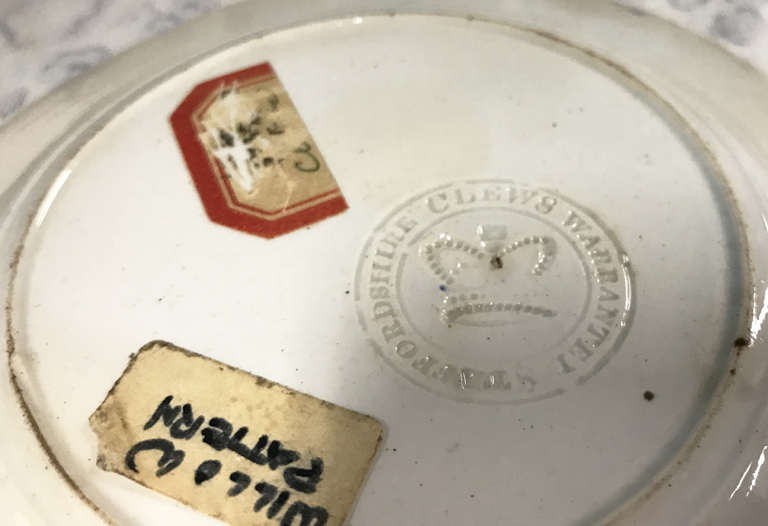 CLEWS WARRANTED STAFFORDSHIRE
WILLOW
PATTERN